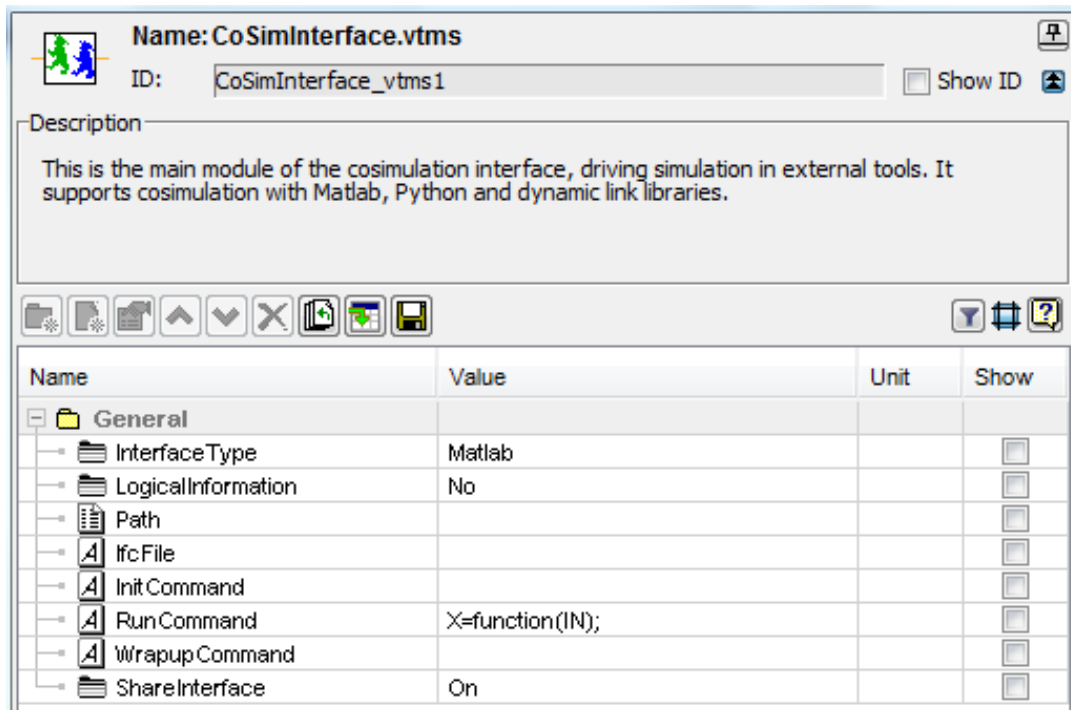 Name: CoSimInterface.vtms
ID: CoSimInterface_vtms1 Show ID
Description
This is the main module of the cosimulation interface, driving simulation in external tools. It
supports cosimulation with Matlab, Python and dynamic link libraries.
Name Value Unit Show
General
InterfaceType Matlab
LogicalInformation No
Path
IfcFile
InitCommand
RunCommand X=function(IN);
WrapupCommand
ShareInterface On